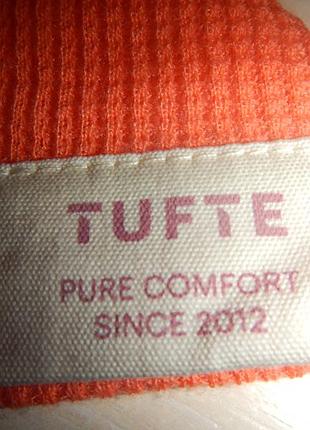 TUFTE
PURE COMFORT
SINCE 2012